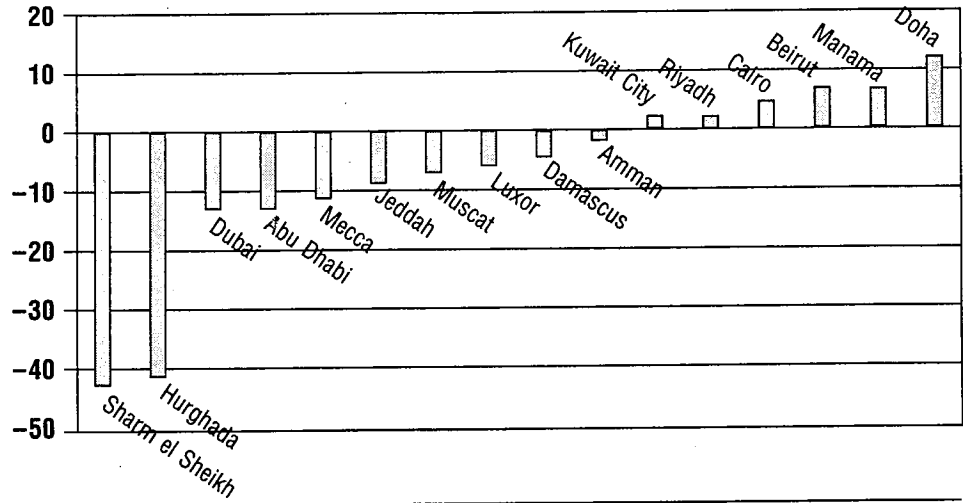 20
10
0
-10
-20
-30
-40
-50
Sharm el Sheikh
Hurghada
Dubai
Abu Dhabi
Mecca
Jeddah
Muscat
Luxor
Damascus
Amman
Kuwait City
Riyadh
Cairo
Beirut
Manama
Doha